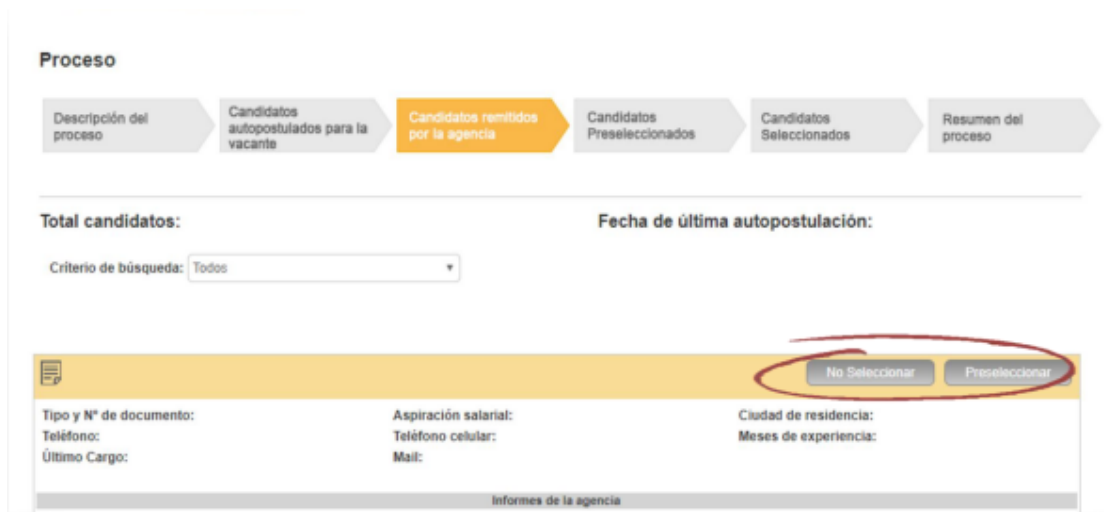 Proceso
Descripción del
proceso
Candidatos
autopostulados para la
vacante
Candidatos remitidos
por la agencia
Candidatos
Preseleccionados
Candidatos
Seleccionados
Resumen del
proceso
Total candidatos:
Fecha de última autopostulación:
Criterio de búsqueda: Todos
No Seleccionar Preseleccionar
Tipo y N° de documento: Aspiración salarial: Ciudad de residencia:
Teléfono: Teléfono celular: Meses de experiencia:
Último Cargo: Mail:
Informes de la agencia